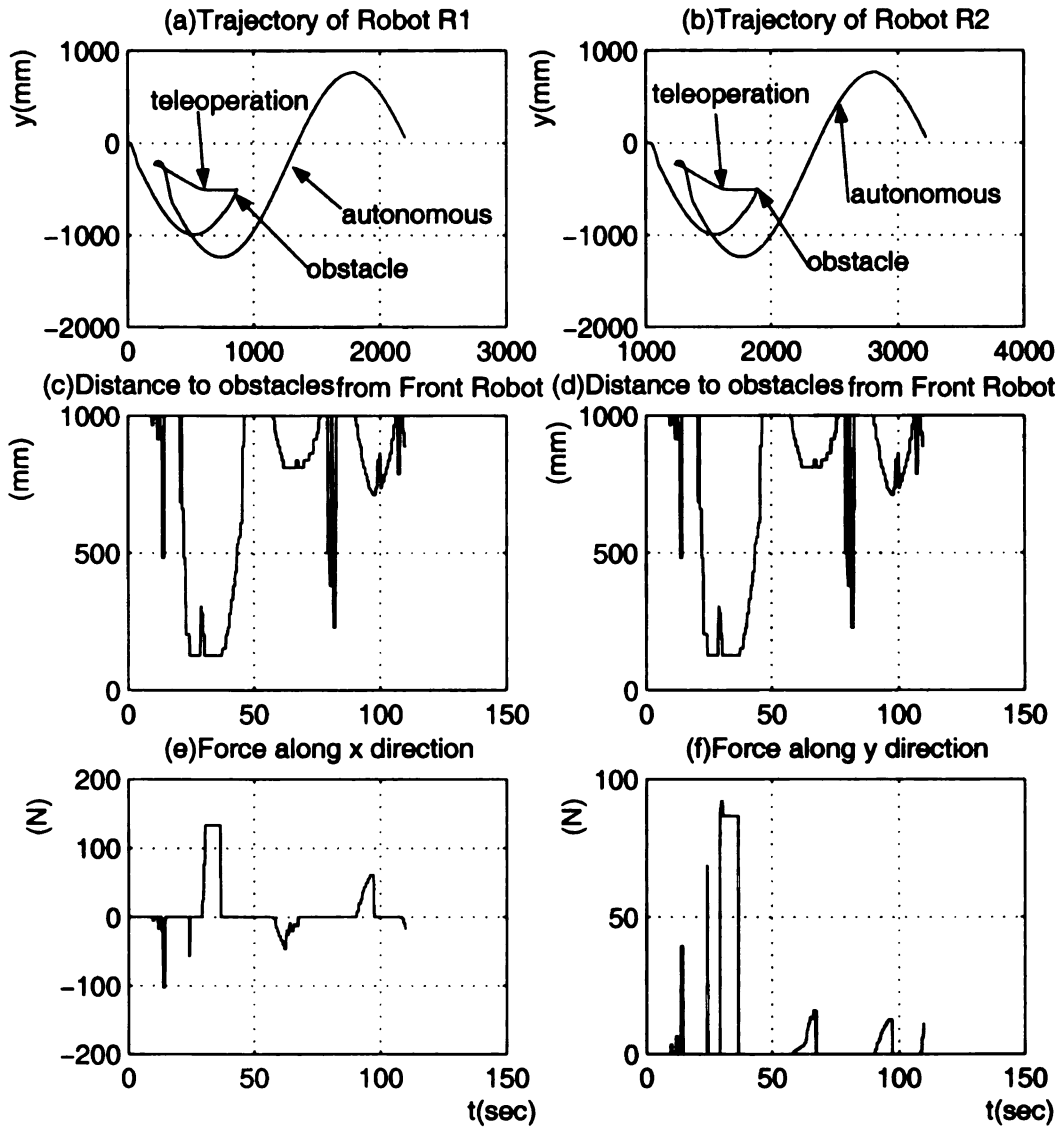 (a)Trajectory of Robot R1
(b)Trajectory of Robot R2
y(mm)
1000
0
−1000
−2000
0
1000
2000
3000
teleoperation
autonomous
obstacle
y(mm)
1000
0
−1000
−2000
1000
2000
3000
4000
teleoperation
autonomous
obstacle
(c)Distance to obstacles from Front Robot
(d)Distance to obstacles from Front Robot
(mm)
1000
500
0
0
50
100
150
(mm)
1000
500
0
0
50
100
150
(e)Force along x direction
(f)Force along y direction
(N)
200
100
0
−100
−200
0
50
100
150
t(sec)
(N)
100
50
0
0
50
100
150
t(sec)